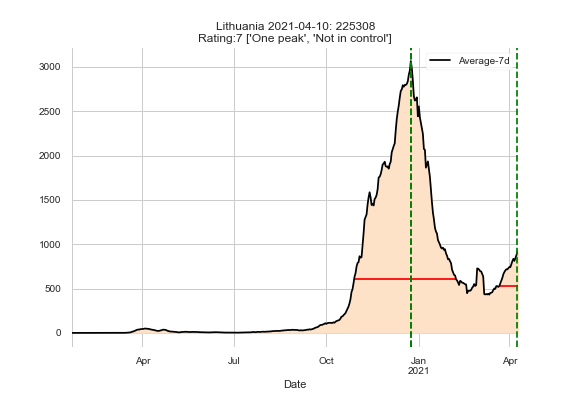 Lithuania 2021-04-10: 225308
Rating:7 ['One peak', 'Not in control']
Average-7d
3000
2500
2000
1500
1000
500
0
Apr
Jul
Oct
Jan
2021
Apr
Date